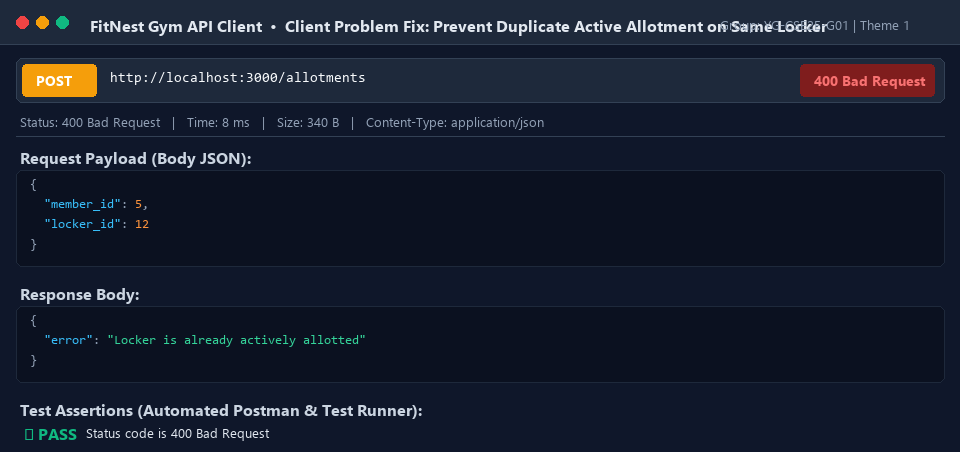 FitNest Gym API Client • Client Problem Fix: Prevent Duplicate Active Allotment on Same Locker
G01 | Theme 1
POST http://localhost:3000/allotments 400 Bad Request
Status: 400 Bad Request | Time: 8 ms | Size: 340 B | Content-Type: application/json
Request Payload (Body JSON):
{
"member_id": 5,
"locker_id": 12
}
Response Body:
{
"error": "Locker is already actively allotted"
}
Test Assertions (Automated Postman & Test Runner):
PASS Status code is 400 Bad Request